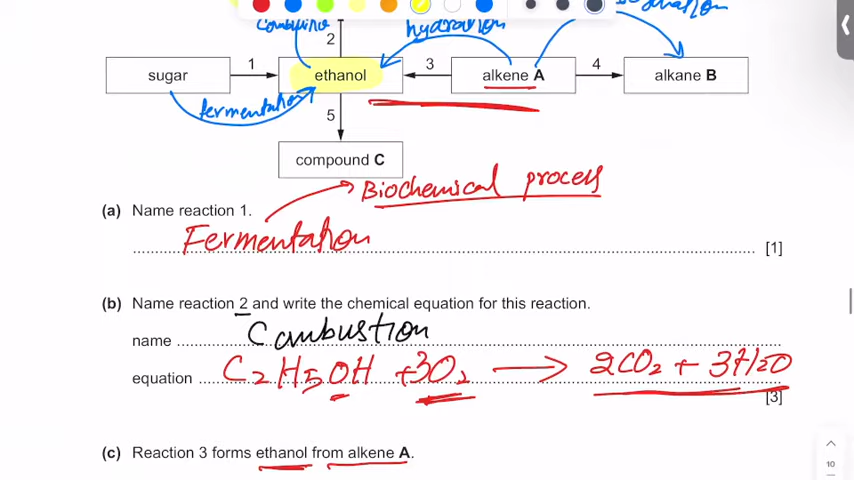 hydration
2
sugar
1
ethanol
3
alkene A
4
alkane B
fermentation
5
compound C
Biochemical process
(a) Name reaction 1.
Fermentation
[1]
(b) Name reaction 2 and write the chemical equation for this reaction.
name Combustion
equation C2H5OH + 3O2 → 2CO2 + 3H2O
[3]
(c) Reaction 3 forms ethanol from alkene A.
10